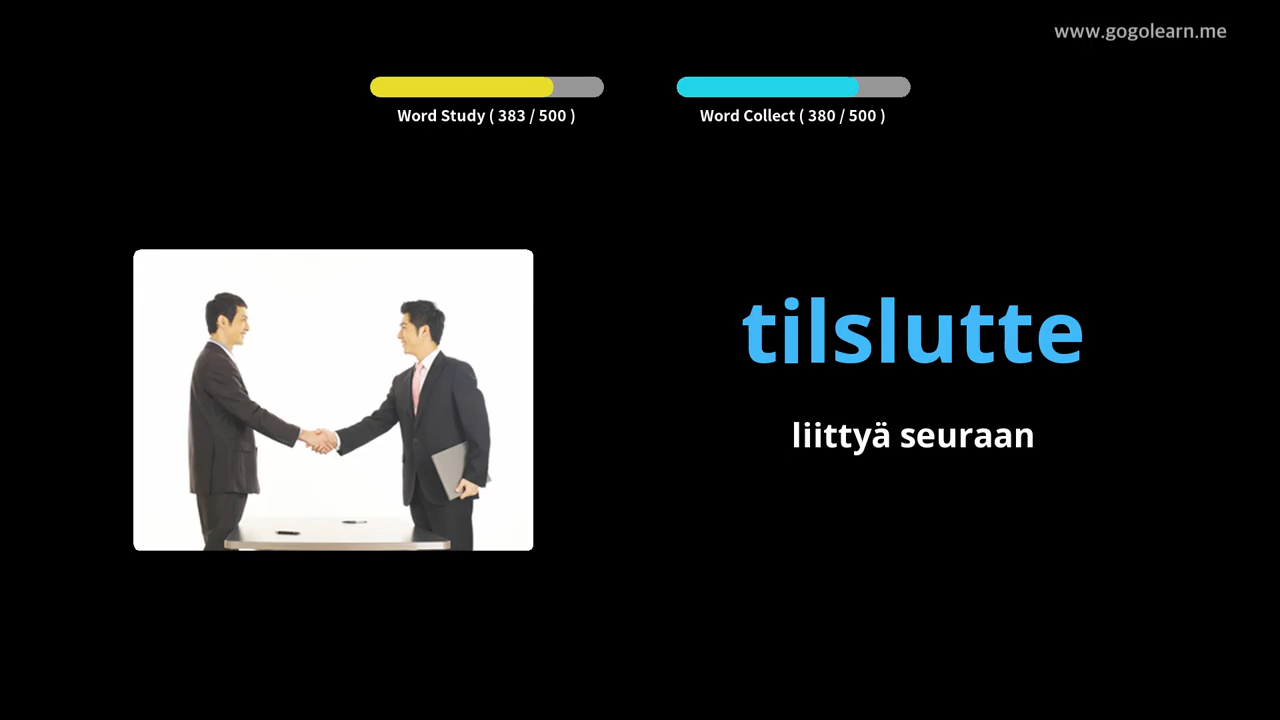 www.gogolearn.me
Word Study ( 383 / 500 )
Word Collect ( 380 / 500 )
tilslutte
liittyä seuraan